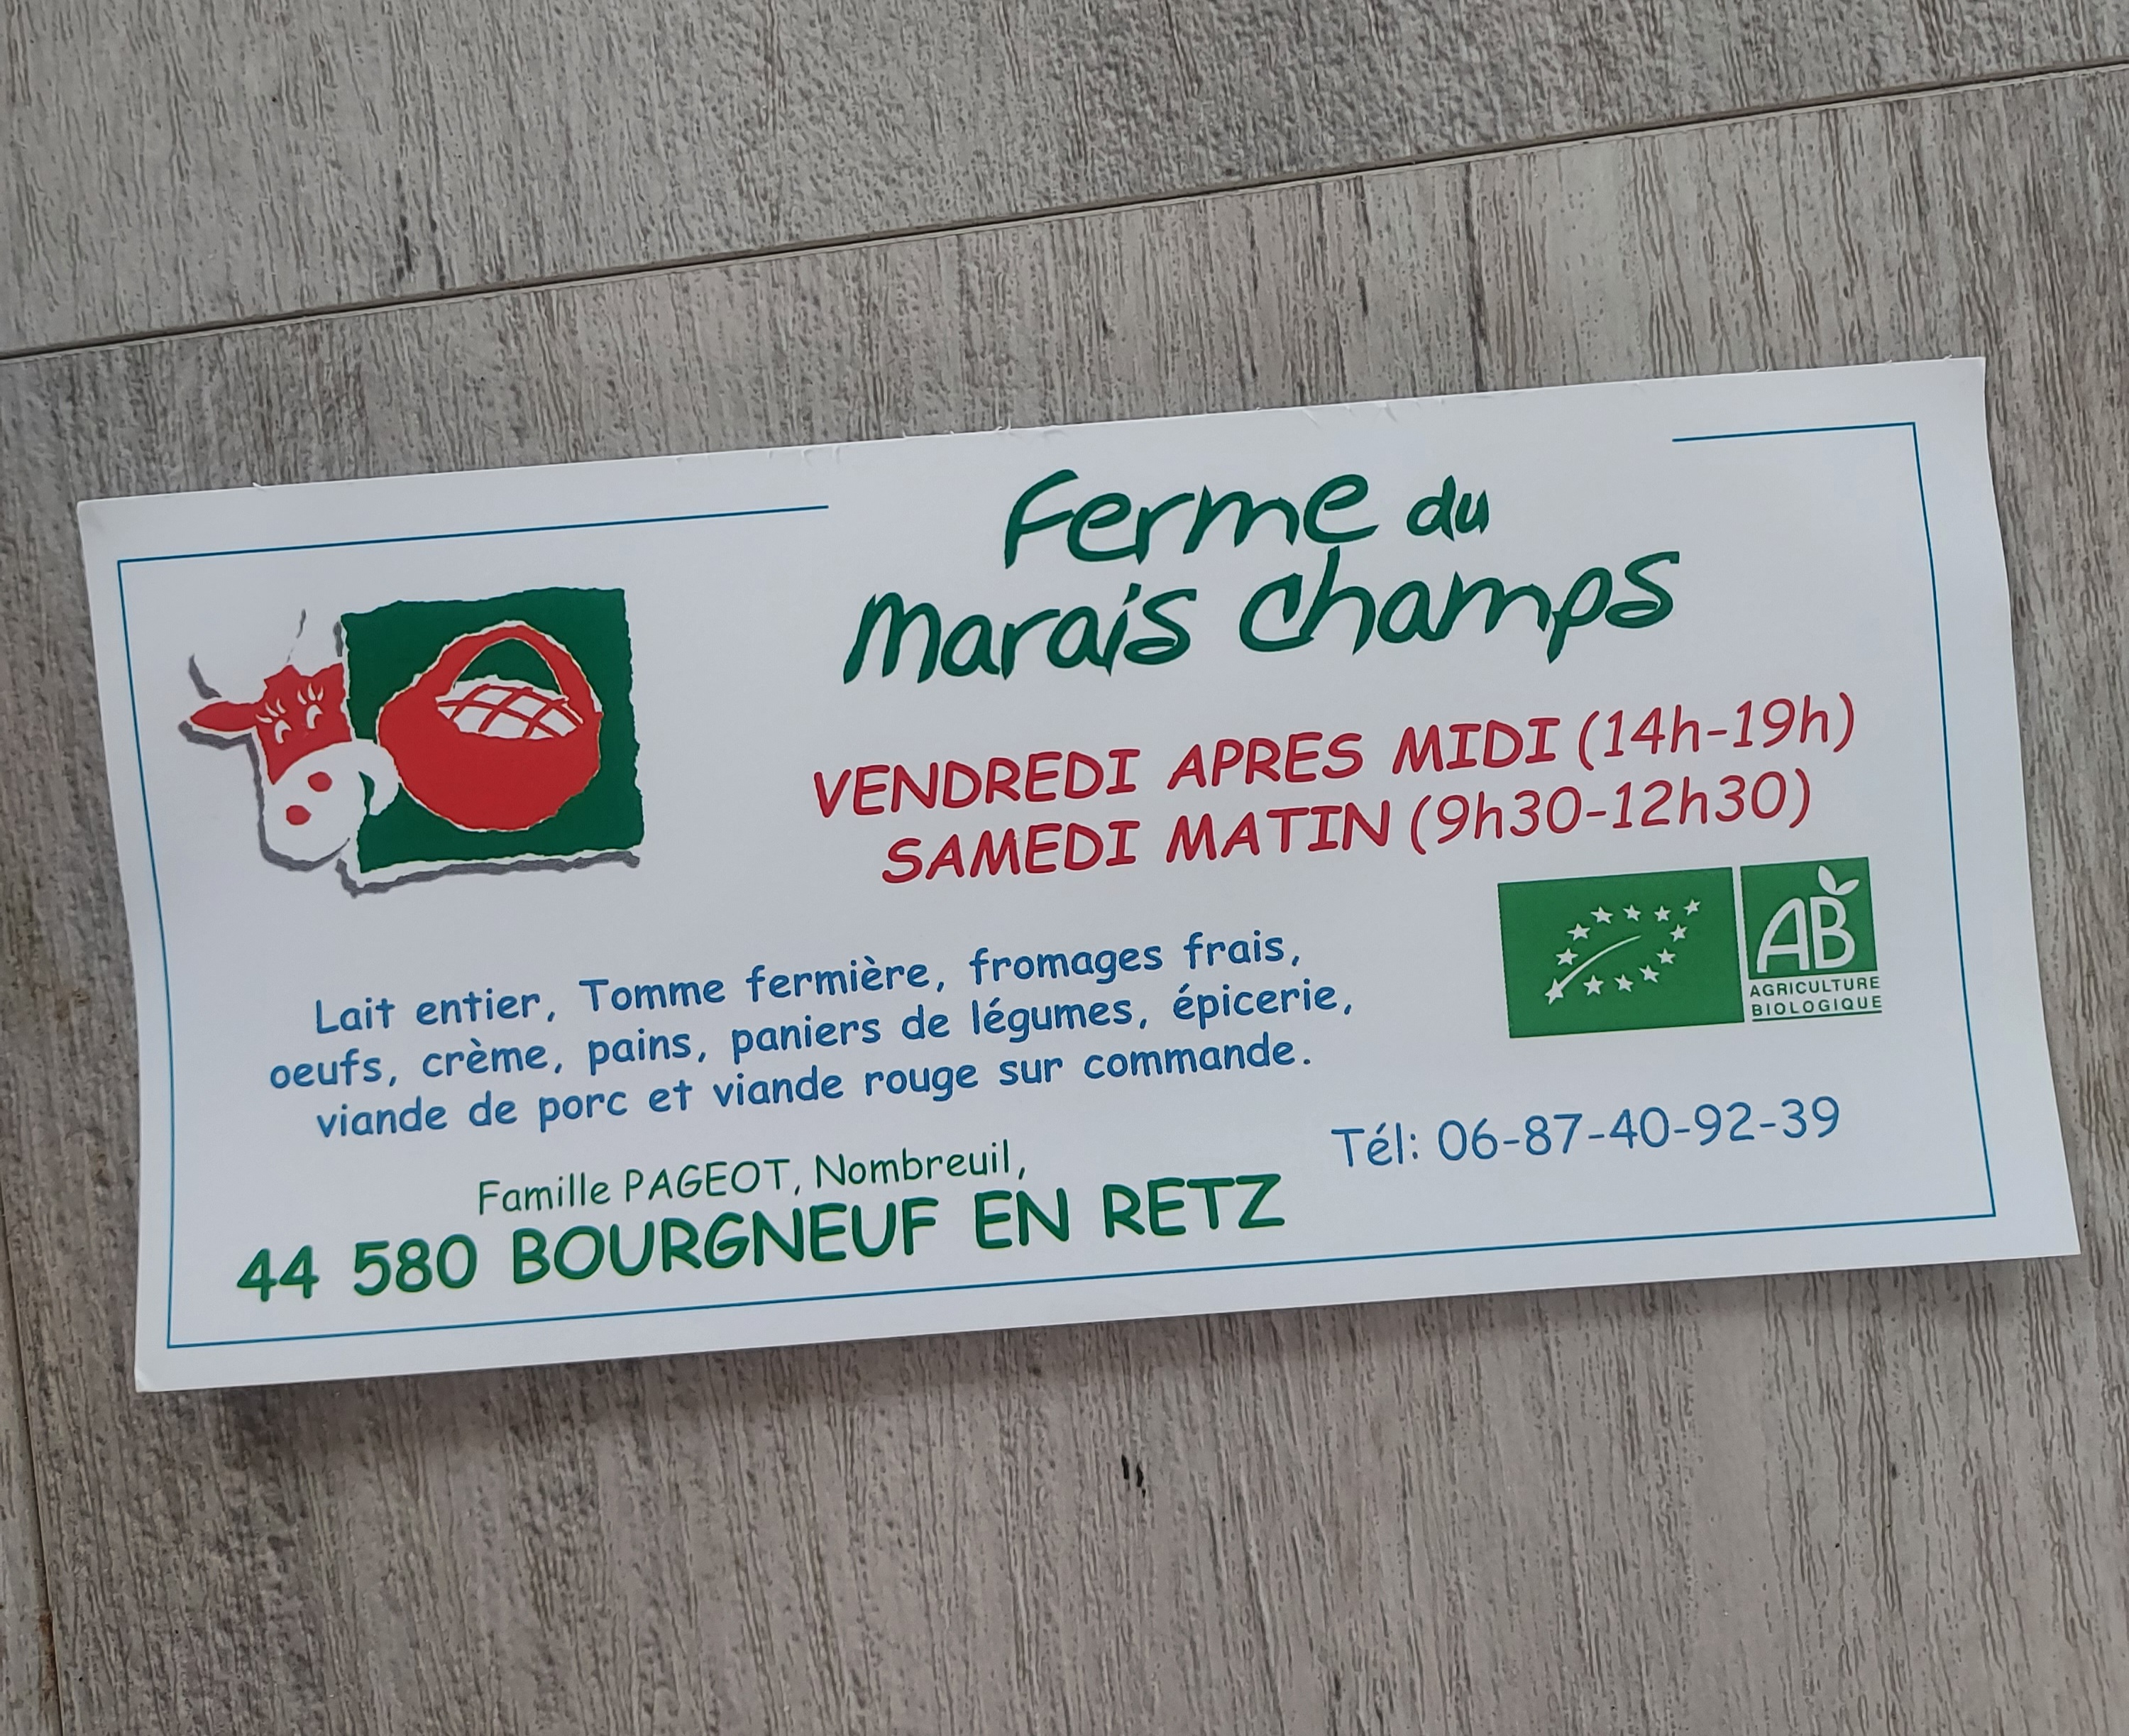 Ferme du
Marais Champs
VENDREDI APRES MIDI (14h-19h)
SAMEDI MATIN (9h30-12h30)
AB
AGRICULTURE
BIOLOGIQUE
Lait entier, Tomme fermière, fromages frais,
oeufs, crème, pains, paniers de légumes, épicerie,
viande de porc et viande rouge sur commande.
Tél: 06-87-40-92-39
Famille PAGEOT, Nombreuil,
44 580 BOURGNEUF EN RETZ